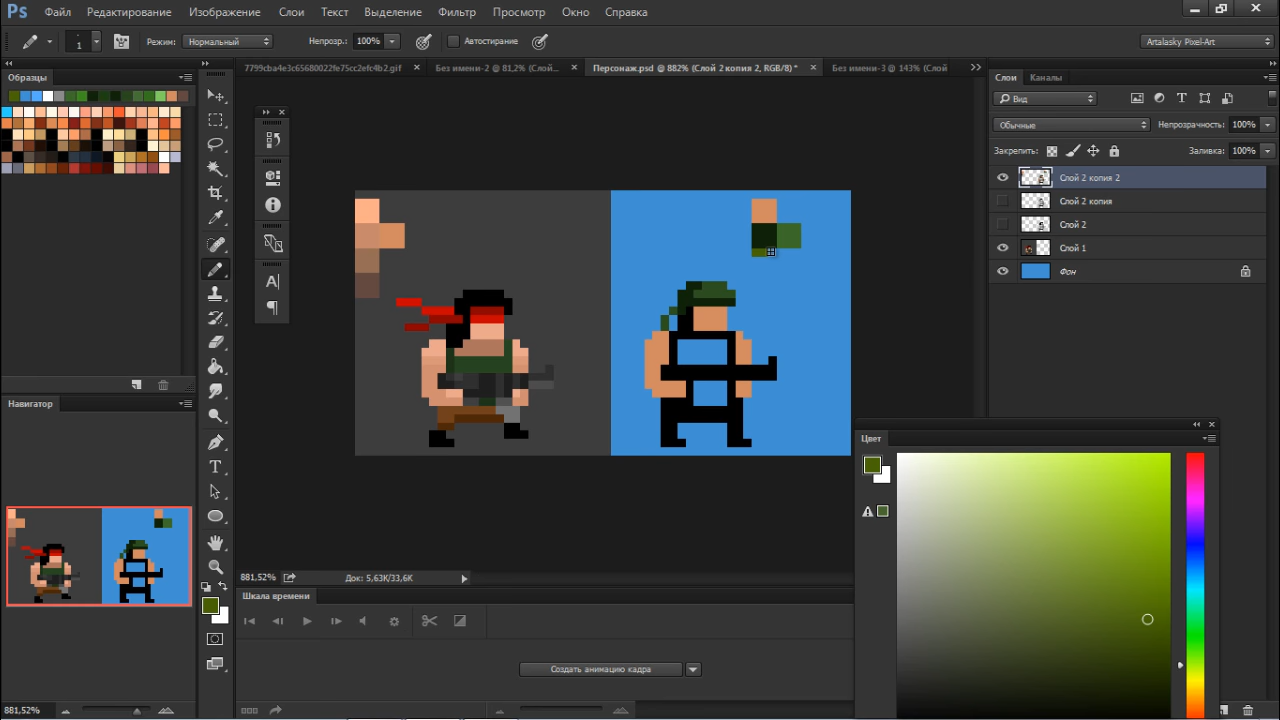 Ps Файл Изображение Слои Текст Выделение Фильтр Просмотр Окно Справка
1 Режим: Нормальный Непрозр.: 100% Автостирание Artalasky Pixel-Art
7799cba4e3c65680022fe75cc2efc4b2.gif × Без имени-2 @ 81,2% (Слой... × Персонаж.psd @ 882% (Слой 2 копия 2, RGB/8) * × Без имени-3 @ 143% (Слой
Образцы
Слои Каналы
Вид
Обычные Непрозрачность: 100%
Закрепить: Заливка: 100%
Слой 2 копия 2
Слой 2 копия
Слой 2
Слой 1
Фон
Навигатор
Цвет
881,52% Док: 5,63K/33,6K
Шкала времени
Создать анимацию кадра
881,52%